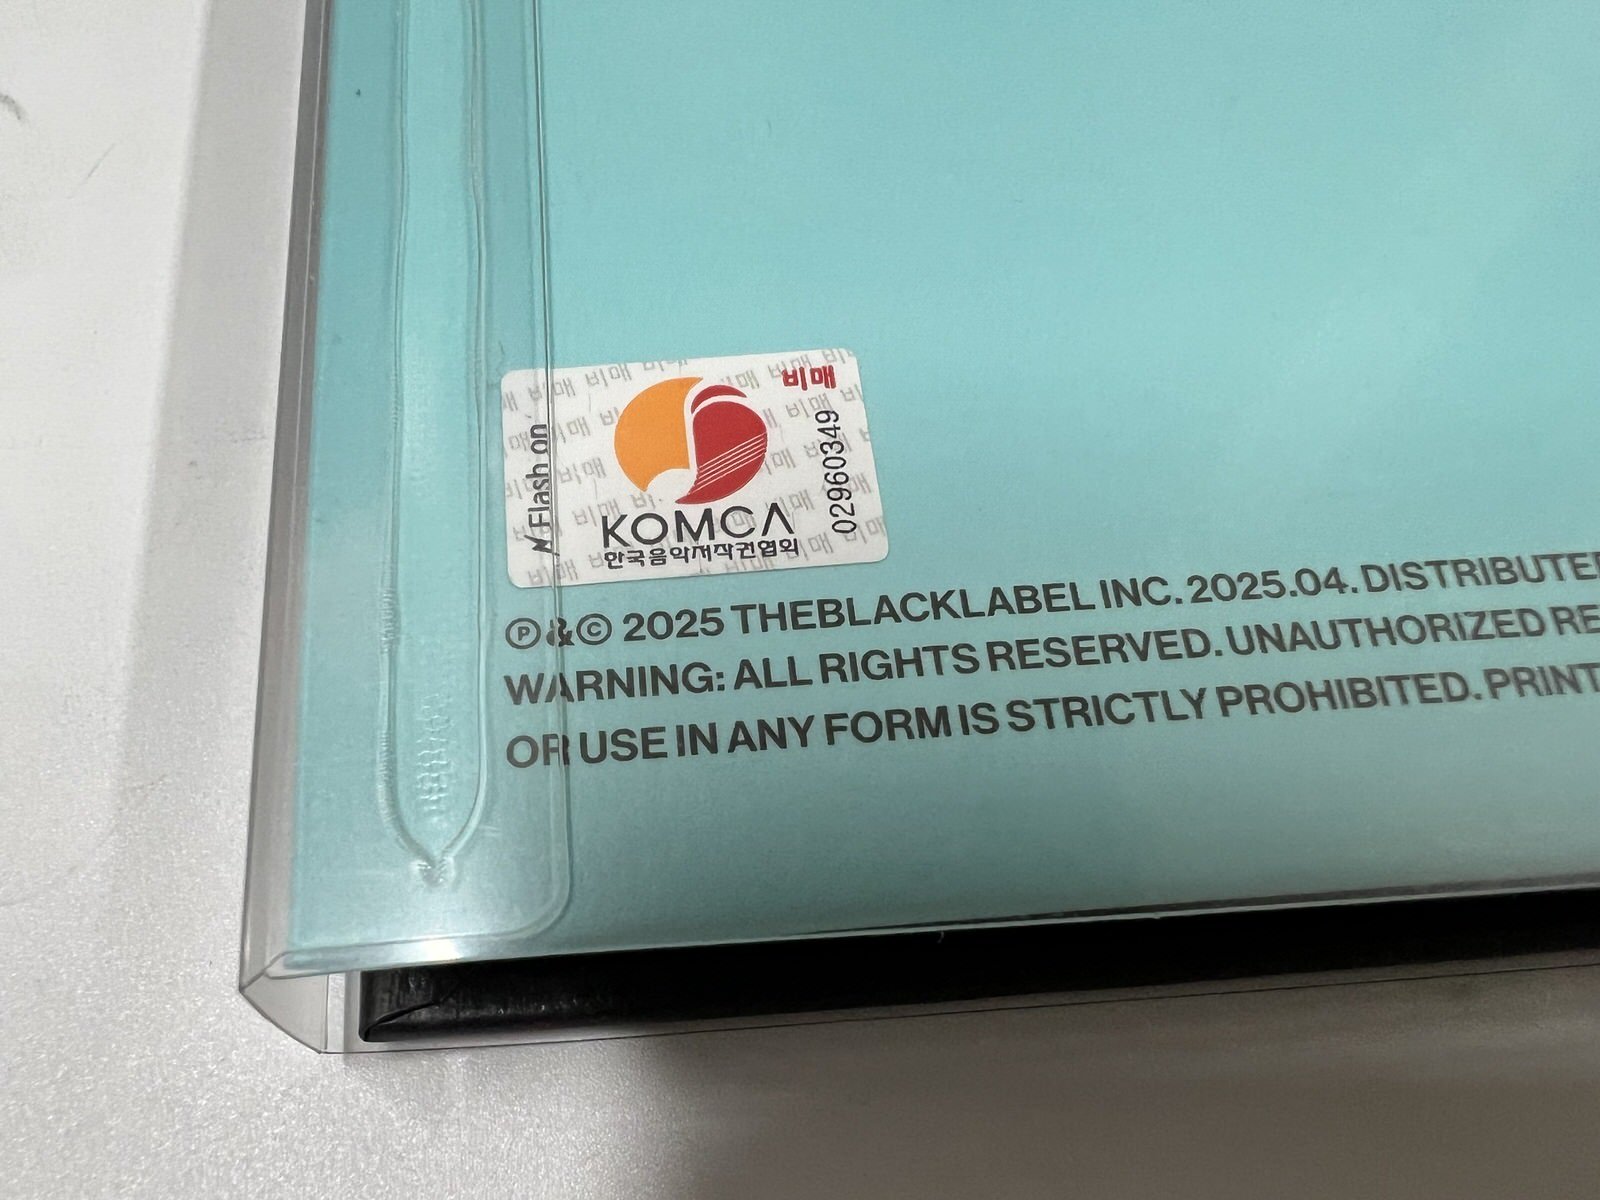 비매
Flash on
02960349
KOMCA
한국음악저작권협회
℗&© 2025 THEBLACKLABEL INC. 2025.04. DISTRIBUTE
WARNING: ALL RIGHTS RESERVED. UNAUTHORIZED RE
OR USE IN ANY FORM IS STRICTLY PROHIBITED. PRINT